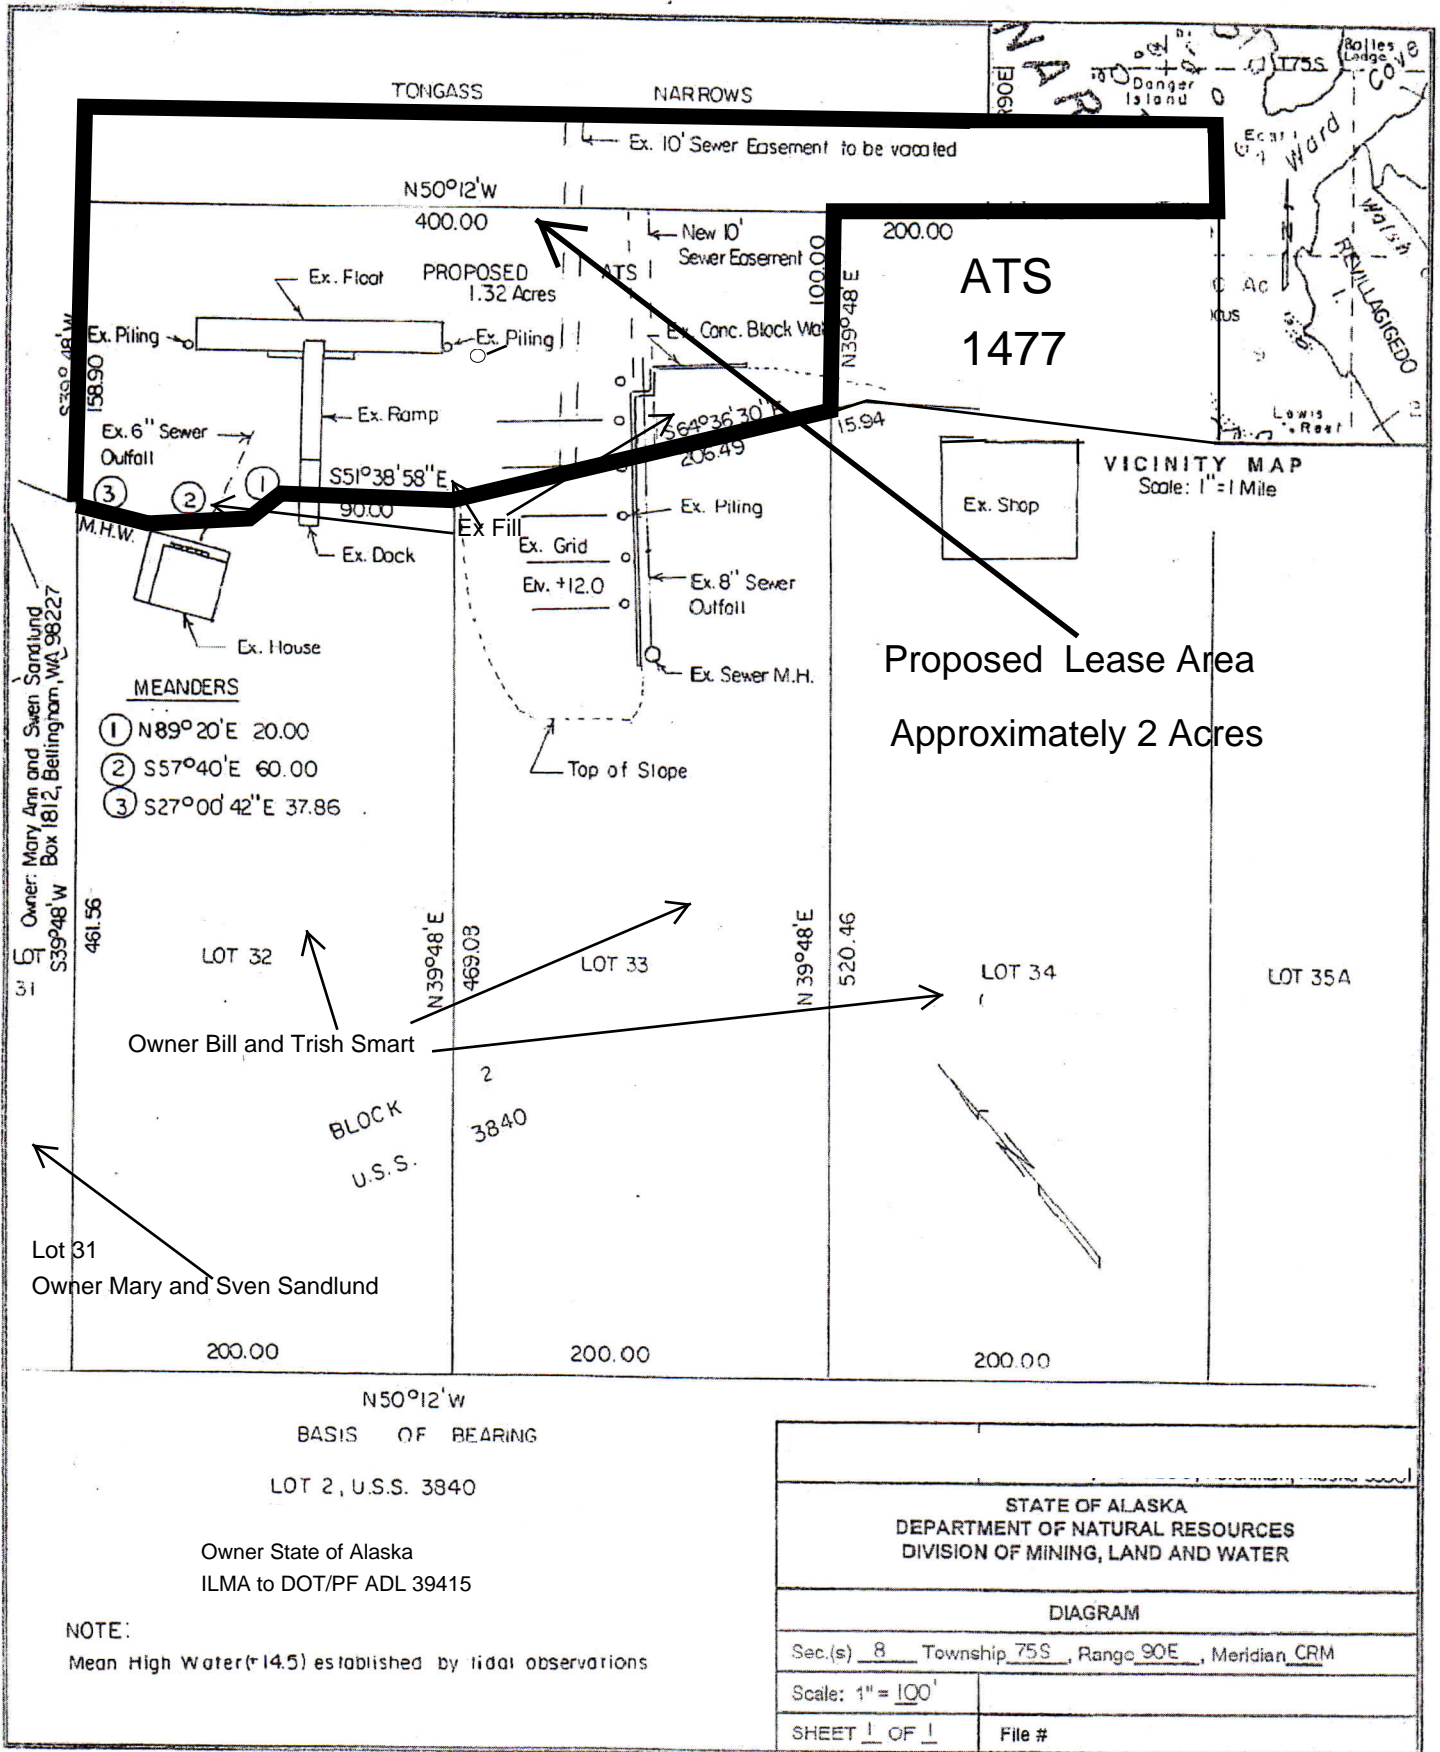 TONGASS NARROWS
Ex. 10' Sewer Easement to be vacated
N50°12'W
400.00
New 10'
Sewer Easement
200.00
100.00
N39°48'E
ATS
1477
Ex. Float
PROPOSED ATS
1.32 Acres
Ex. Piling
Ex. Piling
Ex. Conc. Block Wall
S39°48'W
158.90
Ex. Ramp
Ex. 6" Sewer
Outfall
S64°36'30"E
206.49
15.94
1
2
3
S51°38'58"E
90.00
M.H.W.
Ex Fill
Ex. Dock
Ex. Piling
Ex. Grid
Elv. +12.0
Ex. 8" Sewer
Outfall
Ex. Shop
Ex. House
Ex. Sewer M.H.
Top of Slope
R90E
NAR
T75S
Danger
Island
Ward
Cove
Walsh
REVILLAGIGEDO
I.
Lewis
Reef
VICINITY MAP
Scale: 1"=1 Mile
Proposed Lease Area
Approximately 2 Acres
MEANDERS
1 N89°20'E 20.00
2 S57°40'E 60.00
3 S27°00'42"E 37.86
Owner: Mary Ann and Swen Sandlund
Box 1812, Bellingham, WA 98227
LOT
31
S39°48'W
461.56
LOT 32
N39°48'E
469.03
LOT 33
N39°48'E
520.46
LOT 34
LOT 35A
Owner Bill and Trish Smart
BLOCK 2
U.S.S. 3840
Lot 31
Owner Mary and Sven Sandlund
200.00
200.00
200.00
N50°12'W
BASIS OF BEARING
LOT 2, U.S.S. 3840
Owner State of Alaska
ILMA to DOT/PF ADL 39415
NOTE:
Mean High Water(+14.5) established by tidal observations
STATE OF ALASKA
DEPARTMENT OF NATURAL RESOURCES
DIVISION OF MINING, LAND AND WATER
DIAGRAM
Sec.(s) 8 Township 75S, Range 90E, Meridian CRM
Scale: 1" = 100'
SHEET 1 OF 1
File #